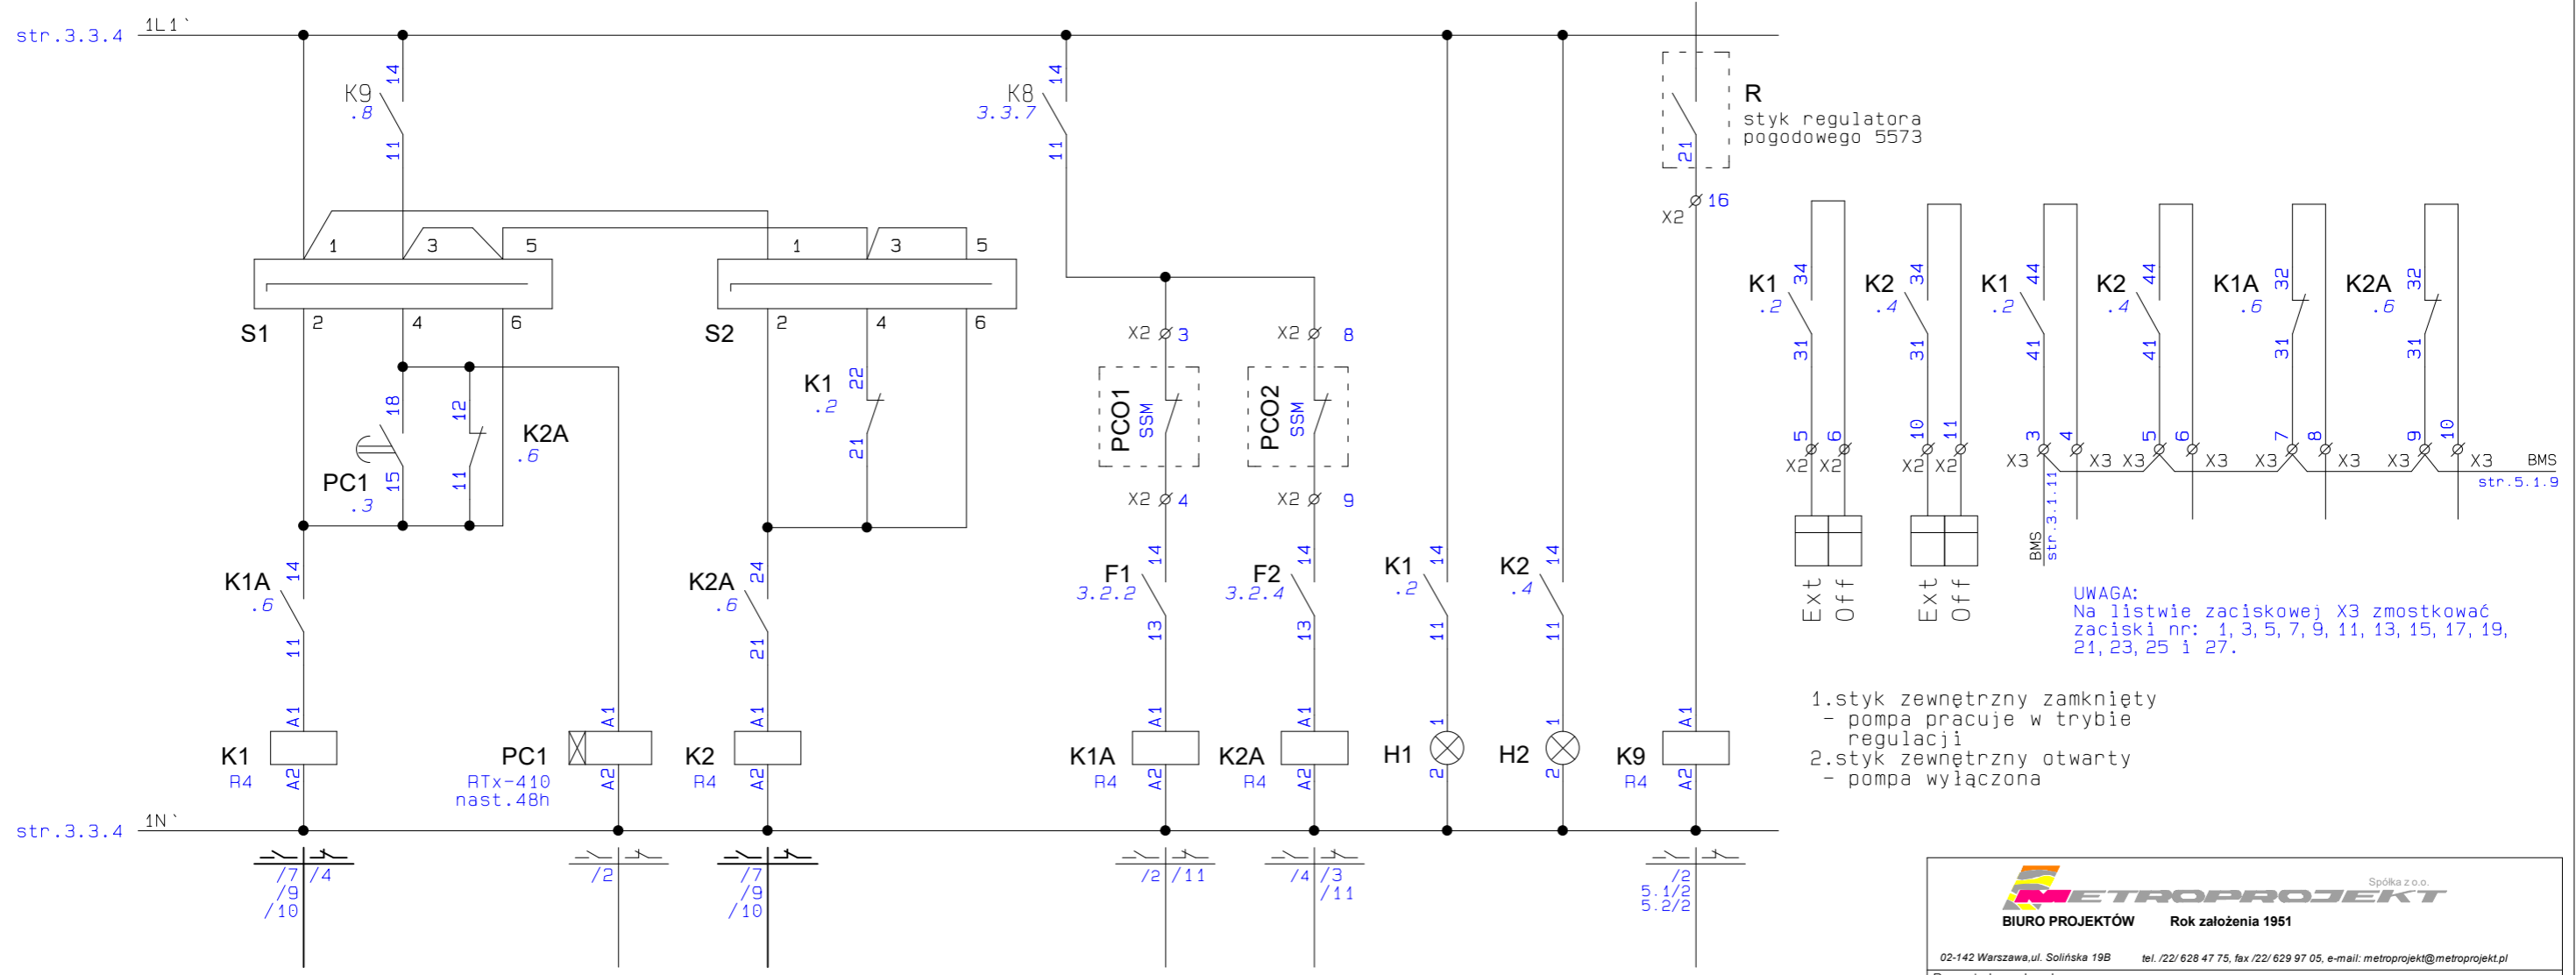 str.3.3.4
1L1`
K9
.8
14
11
K8
3.3.7
14
11
R
styk regulatora
pogodowego 5573
21
16
X2
1
3
5
S1
2
4
6
1
3
5
S2
2
4
6
PC1
.3
18
15
12
11
K2A
.6
K1
.2
22
21
X2
3
PCO1
SSM
X2
4
X2
8
PCO2
SSM
X2
9
K1
.2
34
31
5
6
X2
X2
Ext
Off
K2
.4
34
31
10
11
X2
X2
Ext
Off
K1
.2
44
41
3
4
X3
X3
K2
.4
44
41
5
6
X3
X3
K1A
.6
32
31
7
8
X3
X3
K2A
.6
32
31
9
10
X3
X3
BMS
str.5.1.9
BMS
str.3.1.11
K1A
.6
14
11
K2A
.6
24
21
F1
3.2.2
14
13
F2
3.2.4
14
13
K1
.2
14
11
K2
.4
14
11
UWAGA:
Na listwie zaciskowej X3 zmostkować
zaciski nr: 1,3,5,7,9,11,13,15,17,19,
21,23,25 i 27.
1.styk zewnętrzny zamknięty
- pompa pracuje w trybie
regulacji
2.styk zewnętrzny otwarty
- pompa wyłączona
K1
R4
A1
A2
PC1
RTx-410
nast.48h
A1
A2
K2
R4
A1
A2
K1A
R4
A1
A2
K2A
R4
A1
A2
H1
1
2
H2
1
2
K9
R4
A1
A2
str.3.3.4
1N`
/7 /4
/9
/10
/2
/7
/9
/10
/2 /11
/4 /3
/11
/2
5.1/2
5.2/2
METROPROJEKT
Spółka z o.o.
BIURO PROJEKTÓW Rok założenia 1951
02-142 Warszawa,ul. Solińska 19B tel. /22/ 628 47 75, fax /22/ 629 97 05, e-mail: metroprojekt@metroprojekt.pl